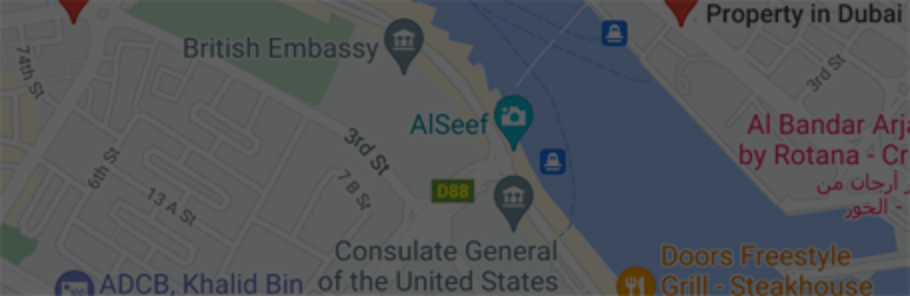 Property in Dubai
British Embassy
74th St
3rd St
AlSeef
3rd St
Al Bandar Arja
by Rotana - Cr
ر أرجان من
- الخور
6th St
7 B St
D88
13 A St
Consulate General
of the United States
Doors Freestyle
Grill - Steakhouse
ADCB, Khalid Bin